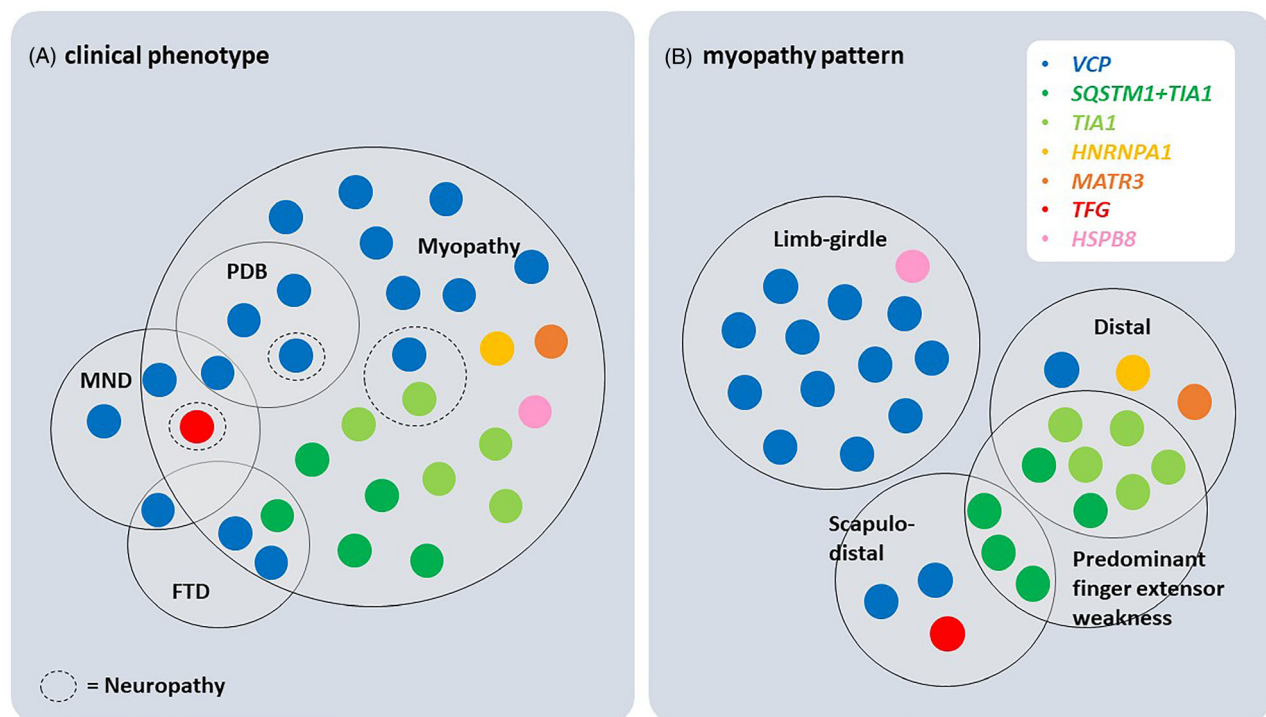 (A) clinical phenotype
Myopathy
PDB
MND
FTD
= Neuropathy
(B) myopathy pattern
• VCP
• SQSTM1+TIA1
• TIA1
• HNRNPA1
• MATR3
• TFG
• HSPB8
Limb-girdle
Distal
Scapulo-
distal
Predominant
finger extensor
weakness